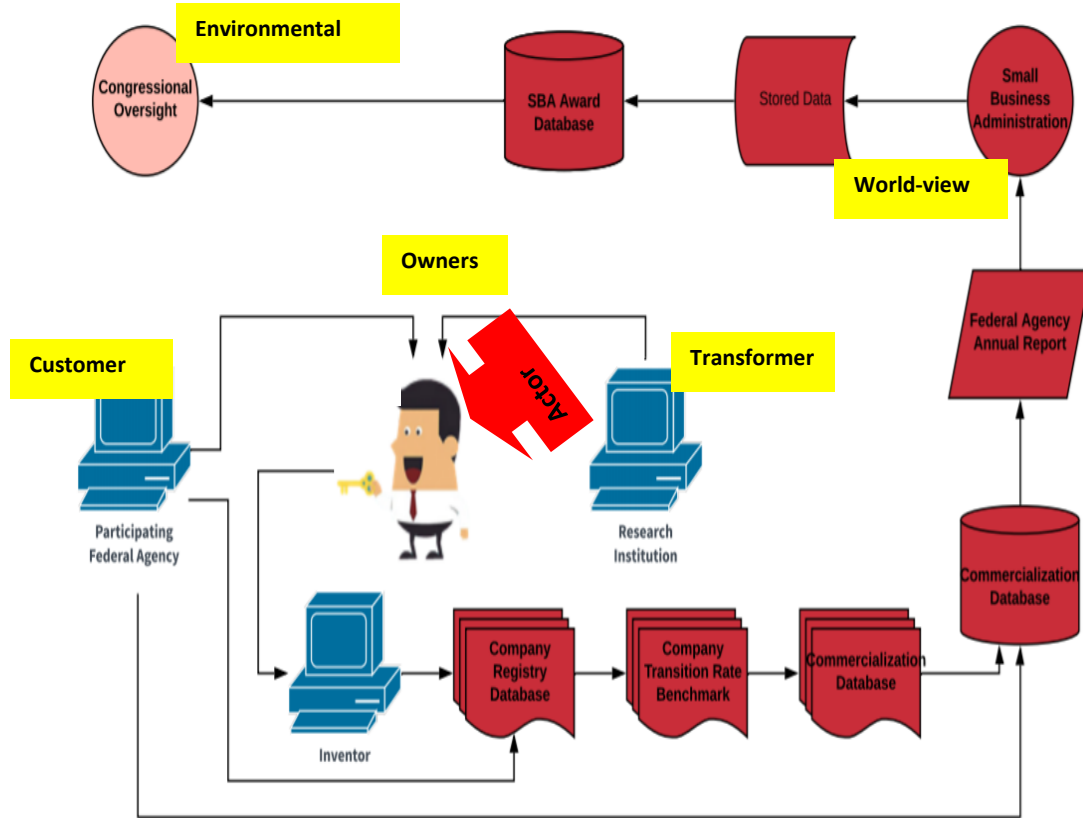 Environmental
Congressional
Oversight
SBA Award
Database
Stored Data
Small
Business
Administration
World-view
Owners
Customer
Actor
Transformer
Federal Agency
Annual Report
Participating
Federal Agency
Research
Institution
Commercialization
Database
Company
Registry
Database
Company
Transition Rate
Benchmark
Commercialization
Database
Inventor